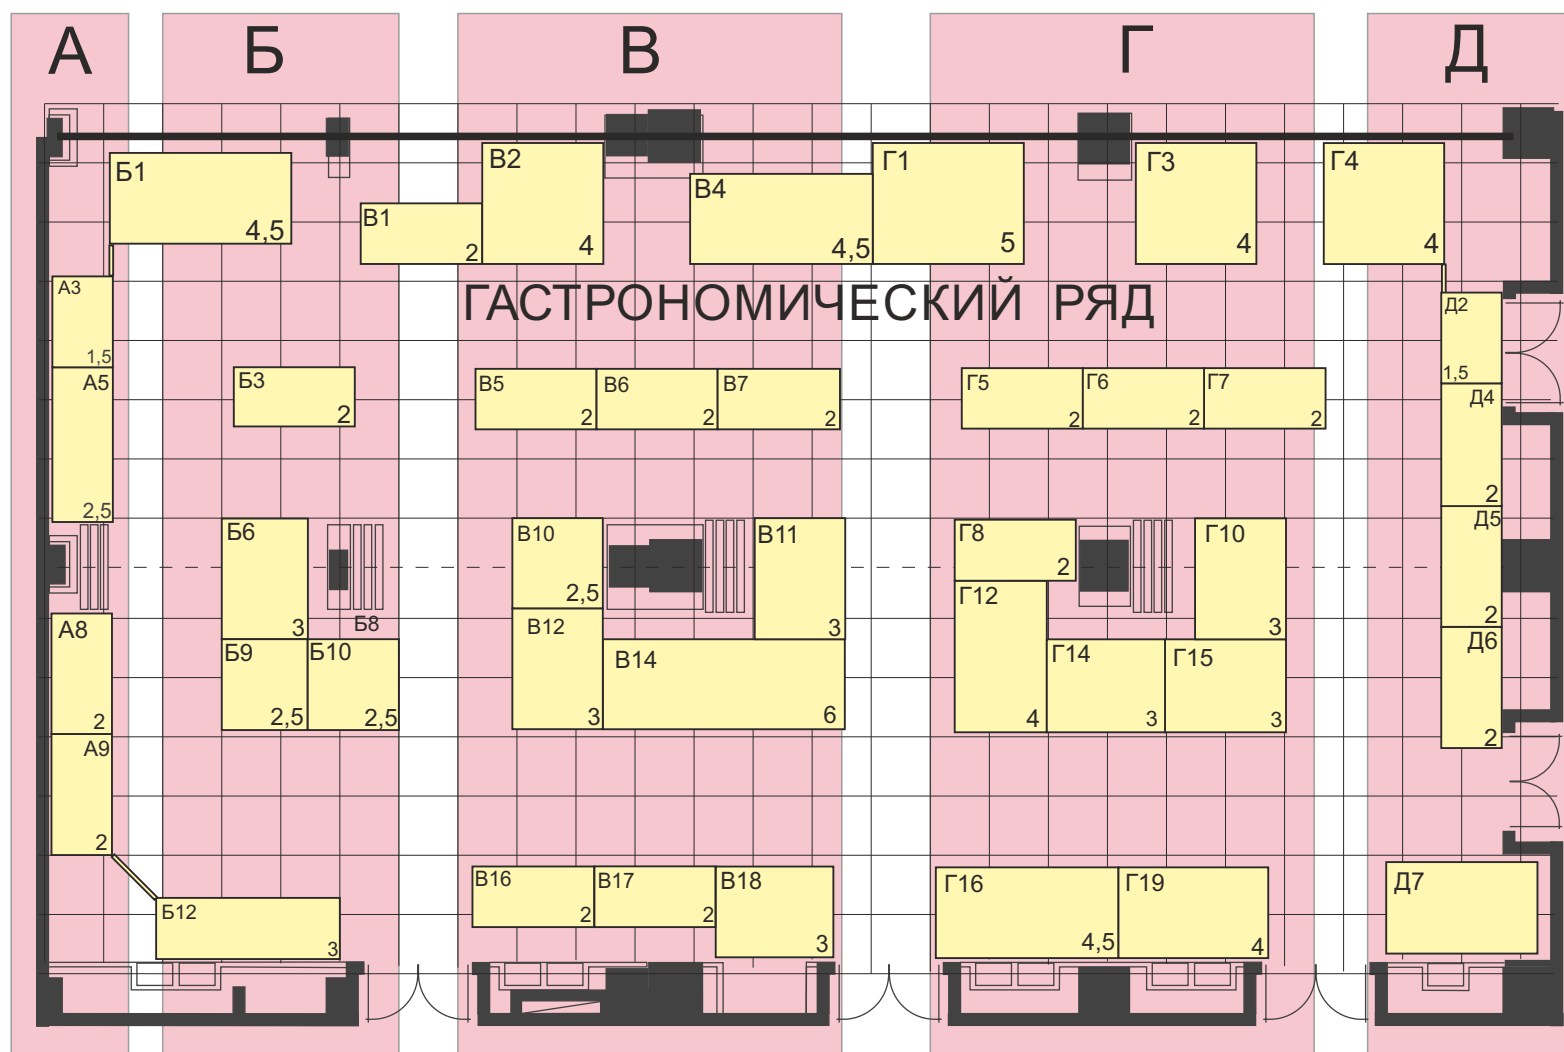 А Б В Г Д
Б1 4,5
В1 2
В2 4
В4 4,5
Г1 5
Г3 4
Г4 4
ГАСТРОНОМИЧЕСКИЙ РЯД
А3 1,5
А5 2,5
Б3 2
В5 2
В6 2
В7 2
Г5 2
Г6 2
Г7 2
Д2 1,5
Д4 2
Д5 2
Д6 2
Б6 3
Б8
Б9 2,5
Б10 2,5
В10 2,5
В11 3
В12 3
В14 6
Г8 2
Г10 3
Г12 4
Г14 3
Г15 3
А8 2
А9 2
Б12 3
В16 2
В17 2
В18 3
Г16 4,5
Г19 4
Д7